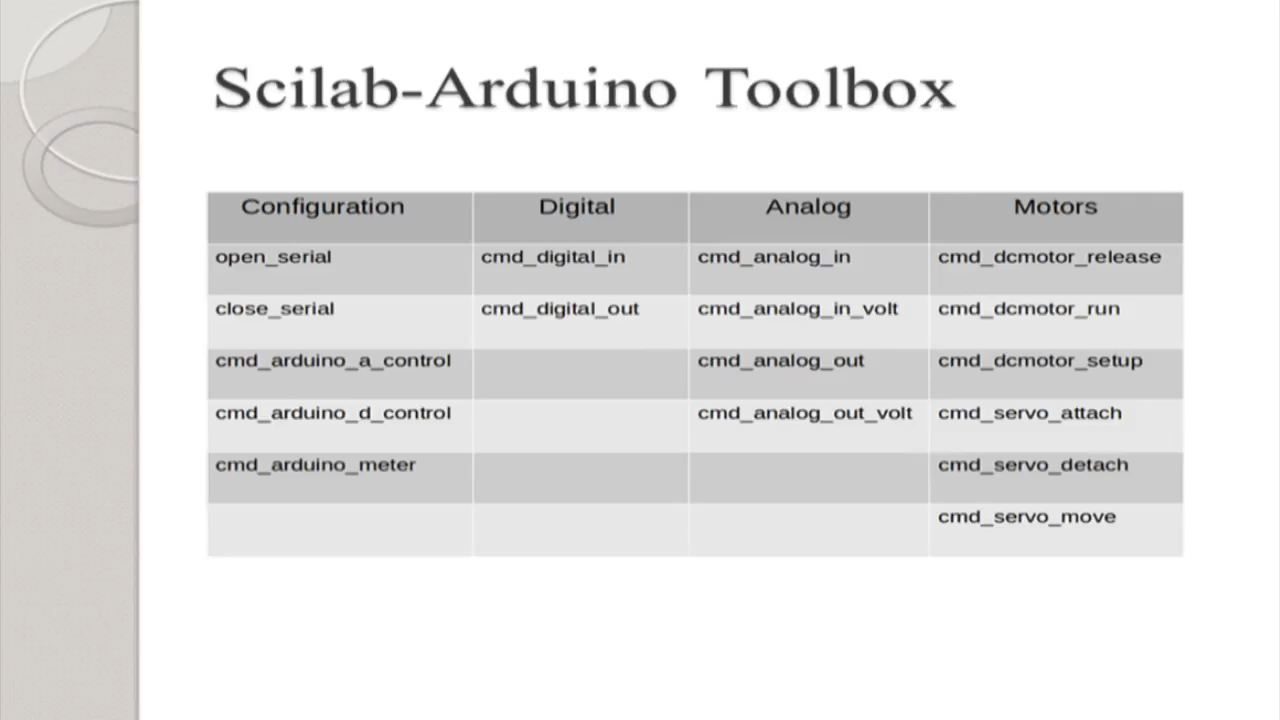 Scilab-Arduino Toolbox
Configuration Digital Analog Motors
open_serial cmd_digital_in cmd_analog_in cmd_dcmotor_release
close_serial cmd_digital_out cmd_analog_in_volt cmd_dcmotor_run
cmd_arduino_a_control cmd_analog_out cmd_dcmotor_setup
cmd_arduino_d_control cmd_analog_out_volt cmd_servo_attach
cmd_arduino_meter cmd_servo_detach
cmd_servo_move